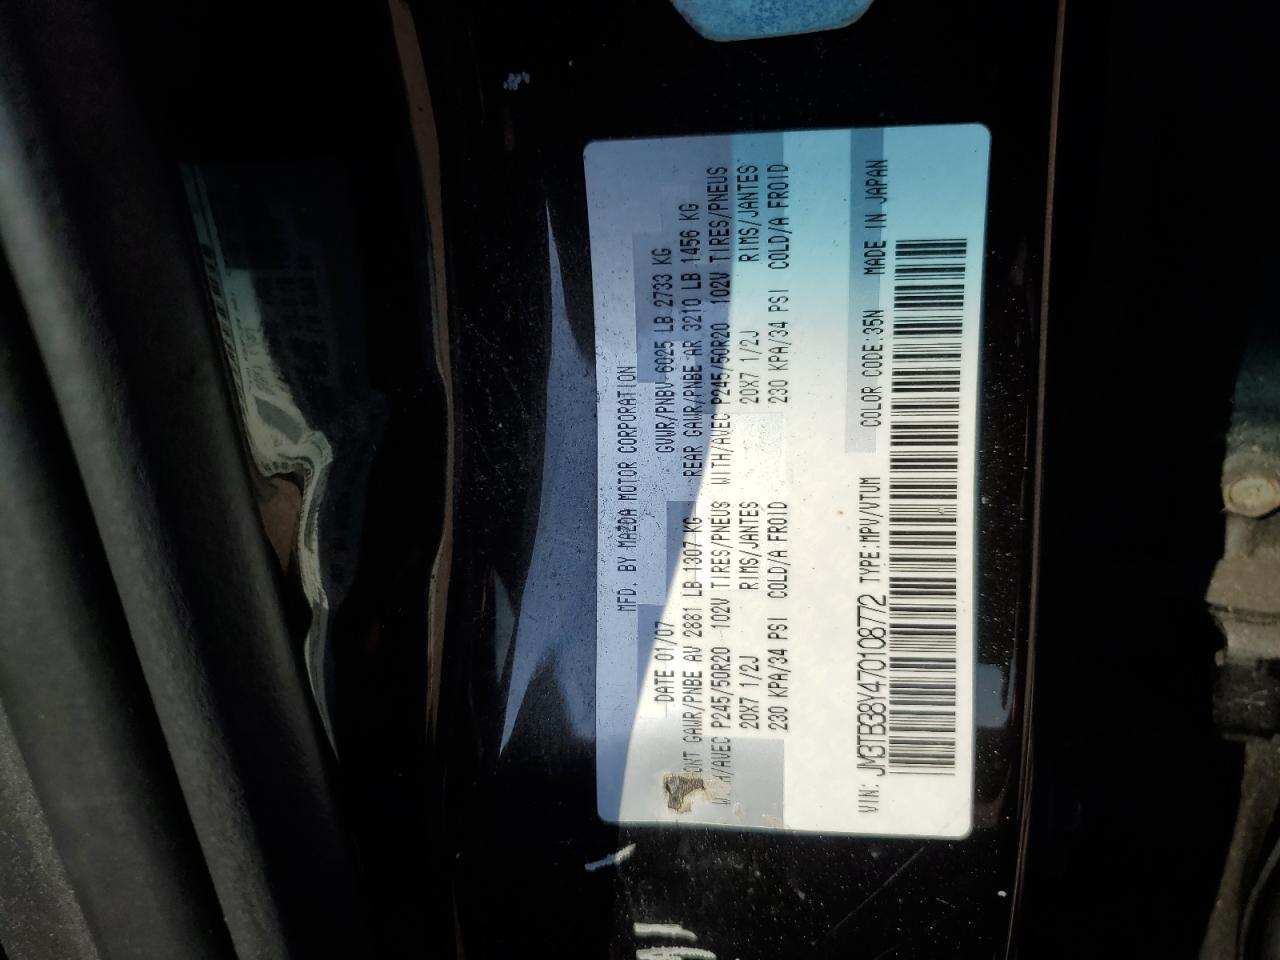 MFD. BY MAZDA MOTOR CORPORATION
DATE 01/07 GVWR/PNBV 6025 LB 2733 KG
GAWR/PNBE AV 2881 LB 1307 KG REAR GAWR/PNBE AR 3210 LB 1456 KG
WITH/AVEC P245/50R20 102V TIRES/PNEUS WITH/AVEC P245/50R20 102V TIRES/PNEUS
20X7 1/2J RIMS/JANTES 20X7 1/2J RIMS/JANTES
230 KPA/34 PSI COLD/A FROID 230 KPA/34 PSI COLD/A FROID
COLOR CODE:35N MADE IN JAPAN
VIN: JM3TB38Y470108772 TYPE:MPV/VTUM